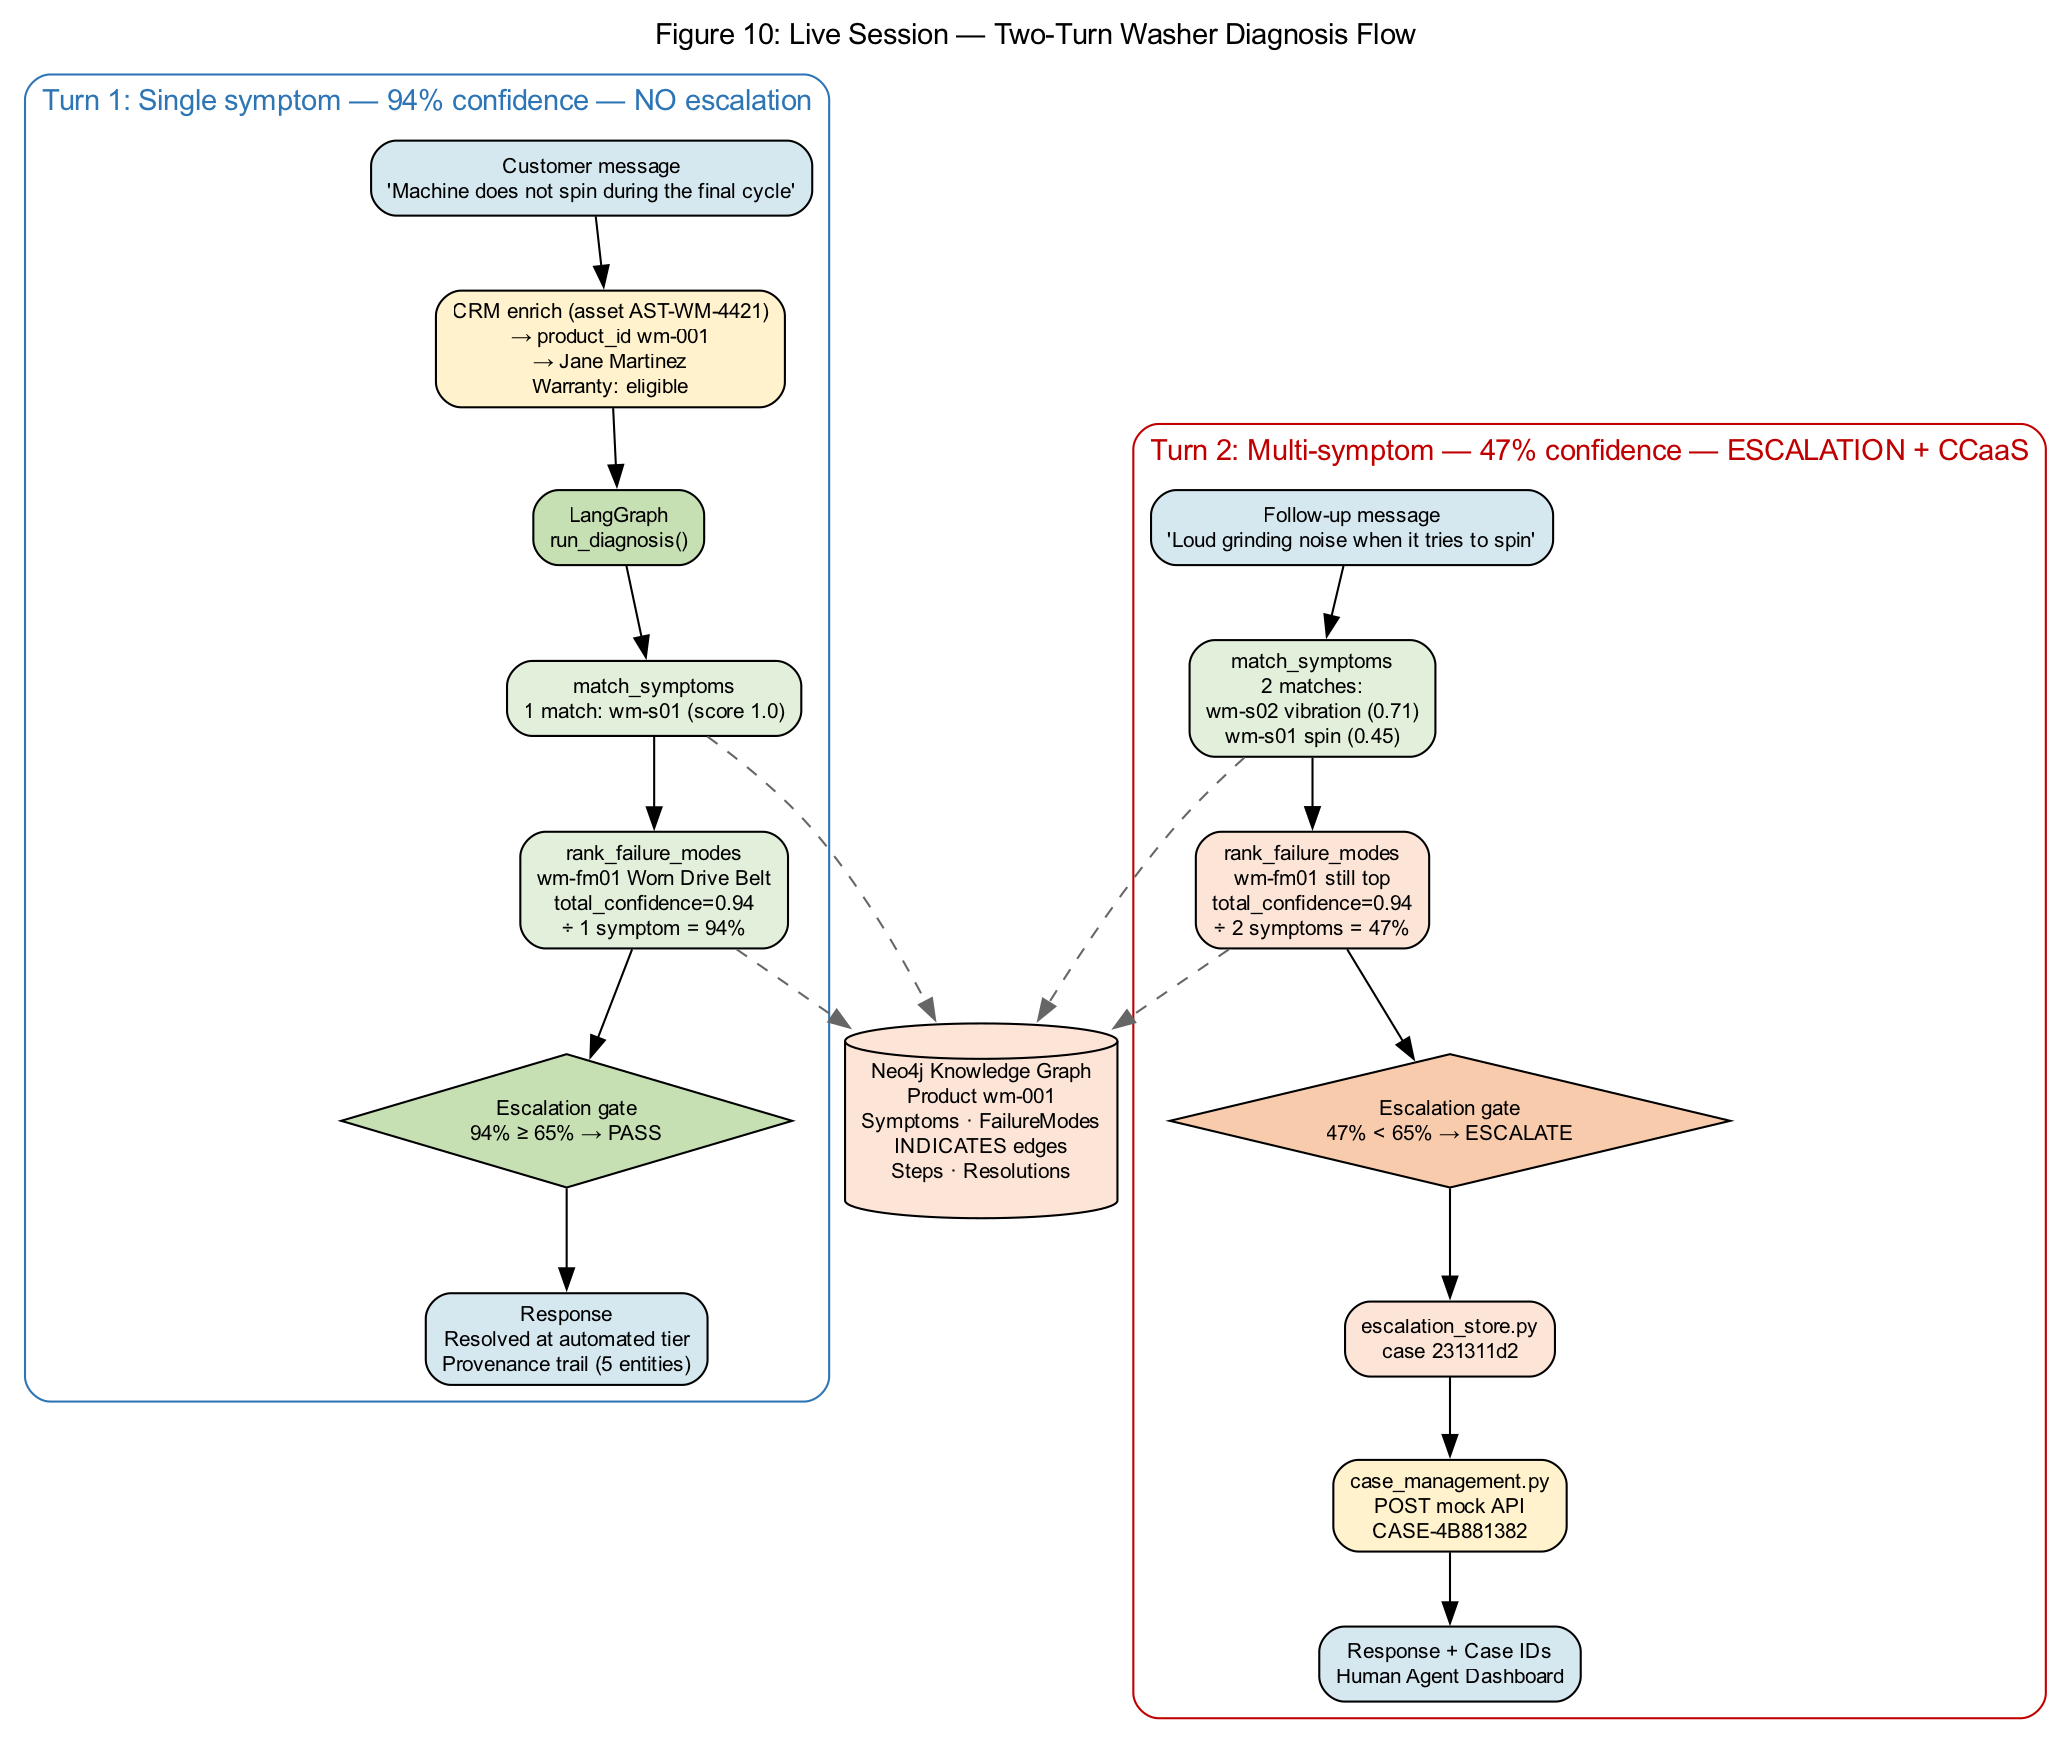 Figure 10: Live Session — Two-Turn Washer Diagnosis Flow
Turn 1: Single symptom — 94% confidence — NO escalation
Customer message
'Machine does not spin during the final cycle'
CRM enrich (asset AST-WM-4421)
→ product_id wm-001
→ Jane Martinez
Warranty: eligible
LangGraph
run_diagnosis()
match_symptoms
1 match: wm-s01 (score 1.0)
rank_failure_modes
wm-fm01 Worn Drive Belt
total_confidence=0.94
÷ 1 symptom = 94%
Escalation gate
94% ≥ 65% → PASS
Response
Resolved at automated tier
Provenance trail (5 entities)
Neo4j Knowledge Graph
Product wm-001
Symptoms · FailureModes
INDICATES edges
Steps · Resolutions
Turn 2: Multi-symptom — 47% confidence — ESCALATION + CCaaS
Follow-up message
'Loud grinding noise when it tries to spin'
match_symptoms
2 matches:
wm-s02 vibration (0.71)
wm-s01 spin (0.45)
rank_failure_modes
wm-fm01 still top
total_confidence=0.94
÷ 2 symptoms = 47%
Escalation gate
47% < 65% → ESCALATE
escalation_store.py
case 231311d2
case_management.py
POST mock API
CASE-4B881382
Response + Case IDs
Human Agent Dashboard